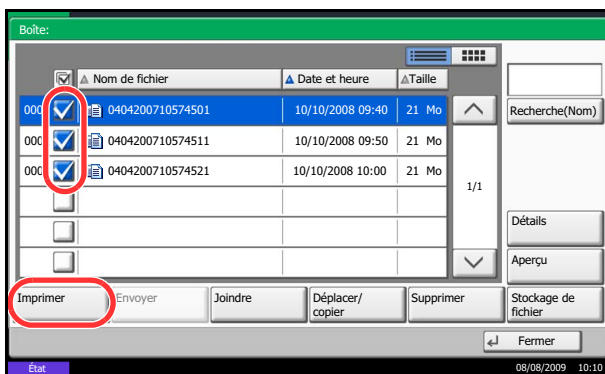 Boîte:
Nom de fichier Date et heure Taille
000 0404200710574501 10/10/2008 09:40 21 Mo
Recherche(Nom)
000 0404200710574511 10/10/2008 09:50 21 Mo
000 0404200710574521 10/10/2008 10:00 21 Mo
1/1
Détails
Aperçu
Imprimer Envoyer Joindre Déplacer/
copier Supprimer Stockage de
fichier
Fermer
État 08/08/2009 10:10